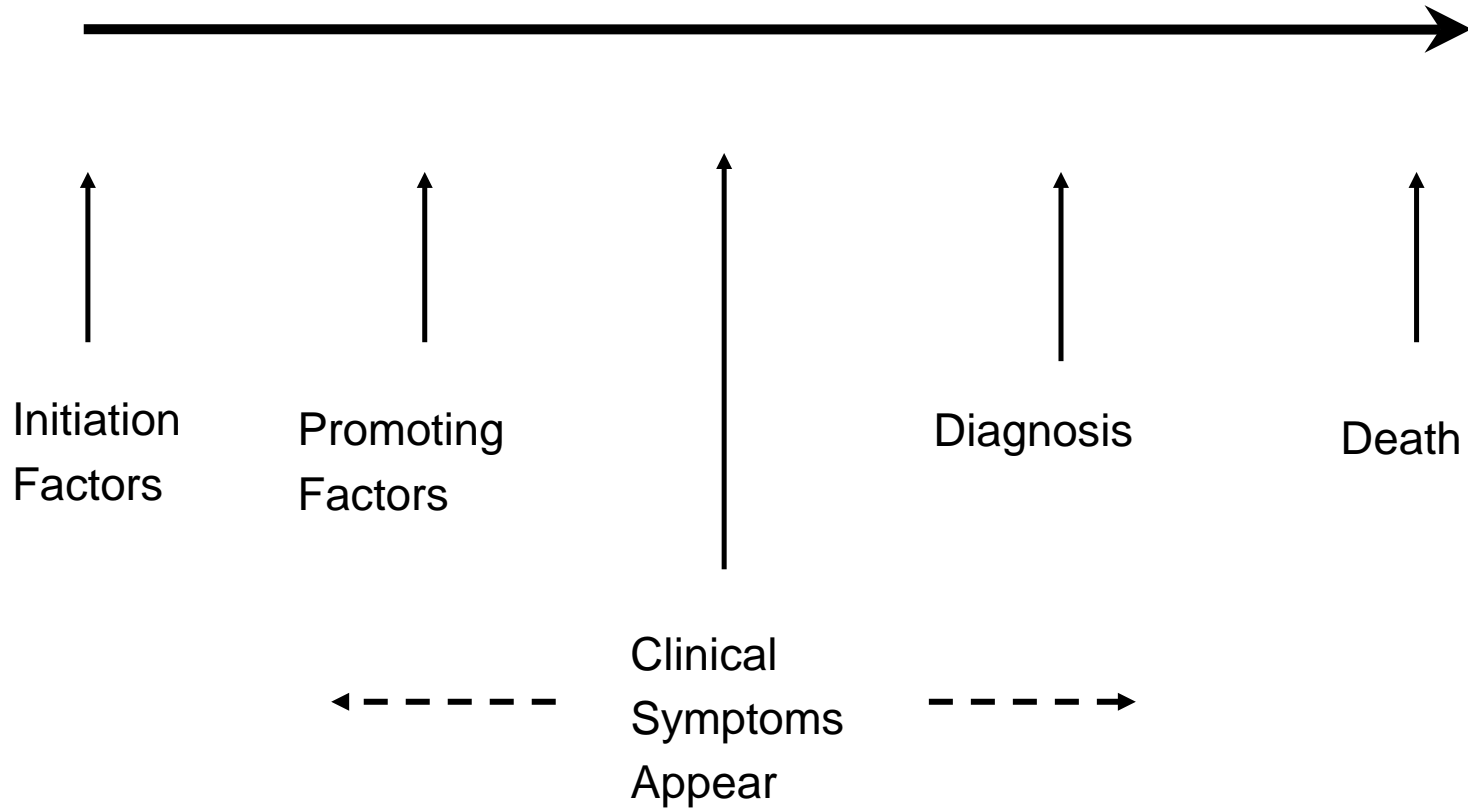 Initiation
Factors
Promoting
Factors
Clinical
Symptoms
Appear
Diagnosis
Death